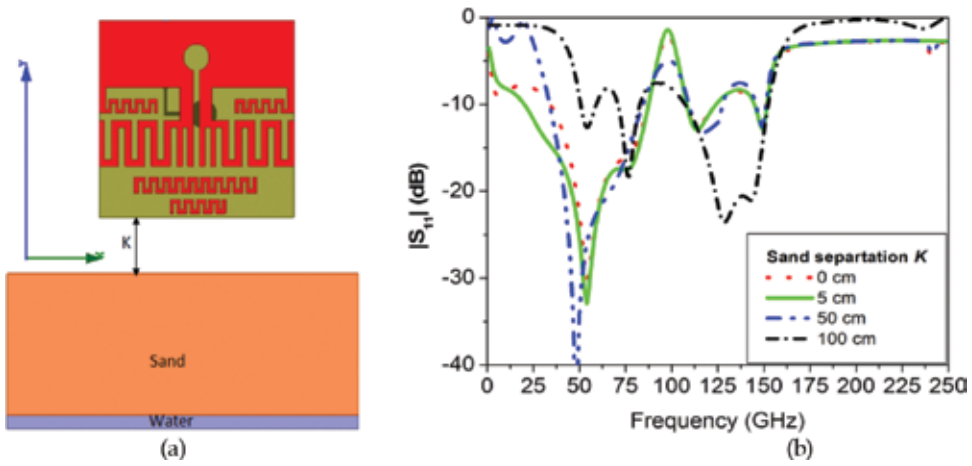 y
x
K
Sand
Water
(a)
|S11| (dB)
0
-10
-20
-30
-40
Sand separtation K
0 cm
5 cm
50 cm
100 cm
0 25 50 75 100 125 150 175 200 225 250
Frequency (GHz)
(b)